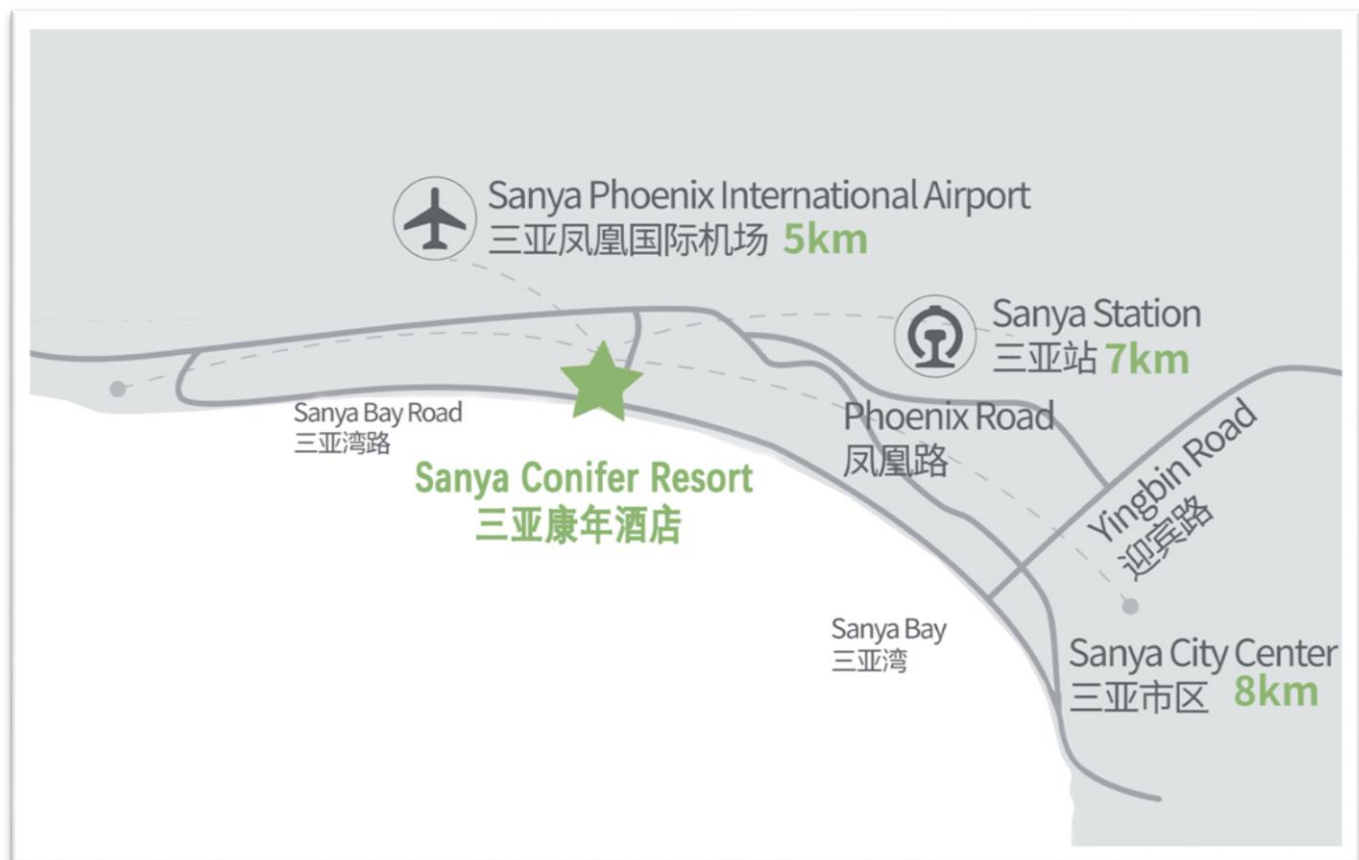 Sanya Phoenix International Airport
三亚凤凰国际机场 5km
Sanya Station
三亚站 7km
Sanya Bay Road
三亚湾路
Phoenix Road
凤凰路
Yingbin Road
迎宾路
Sanya Conifer Resort
三亚康年酒店
Sanya Bay
三亚湾
Sanya City Center
三亚市区 8km